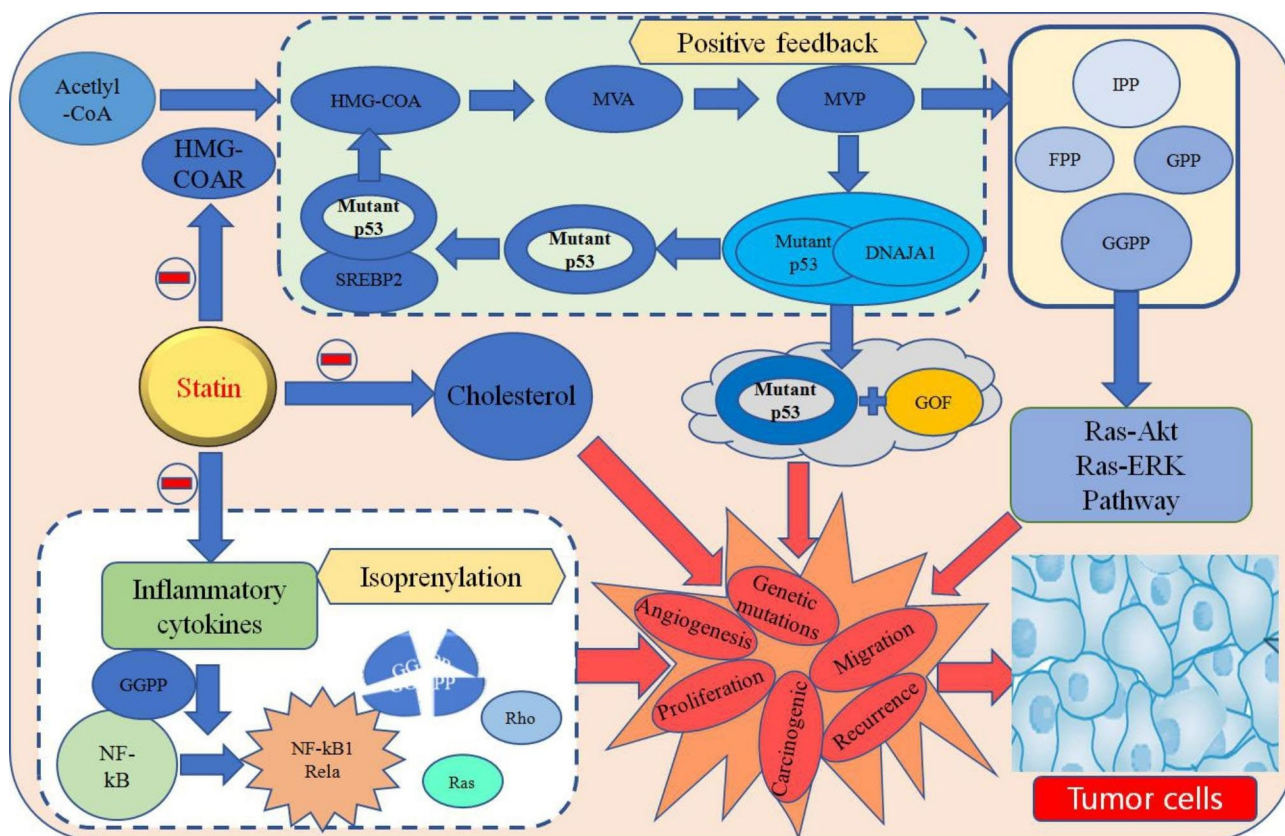 Positive feedback
Acetlyl
-CoA
HMG-COA
MVA
MVP
IPP
FPP
GPP
GGPP
HMG-
COAR
Mutant
p53
SREBP2
Mutant
p53
Mutant
p53
DNAJA1
Statin
Cholesterol
Mutant
p53
GOF
Ras-Akt
Ras-ERK
Pathway
Isoprenylation
Inflammatory
cytokines
GGPP
NF-
kB
NF-kB1
Rela
Rho
Ras
Angiogenesis
Genetic
mutations
Migration
Proliferation
Carcinogenic
Recurrence
Tumor cells